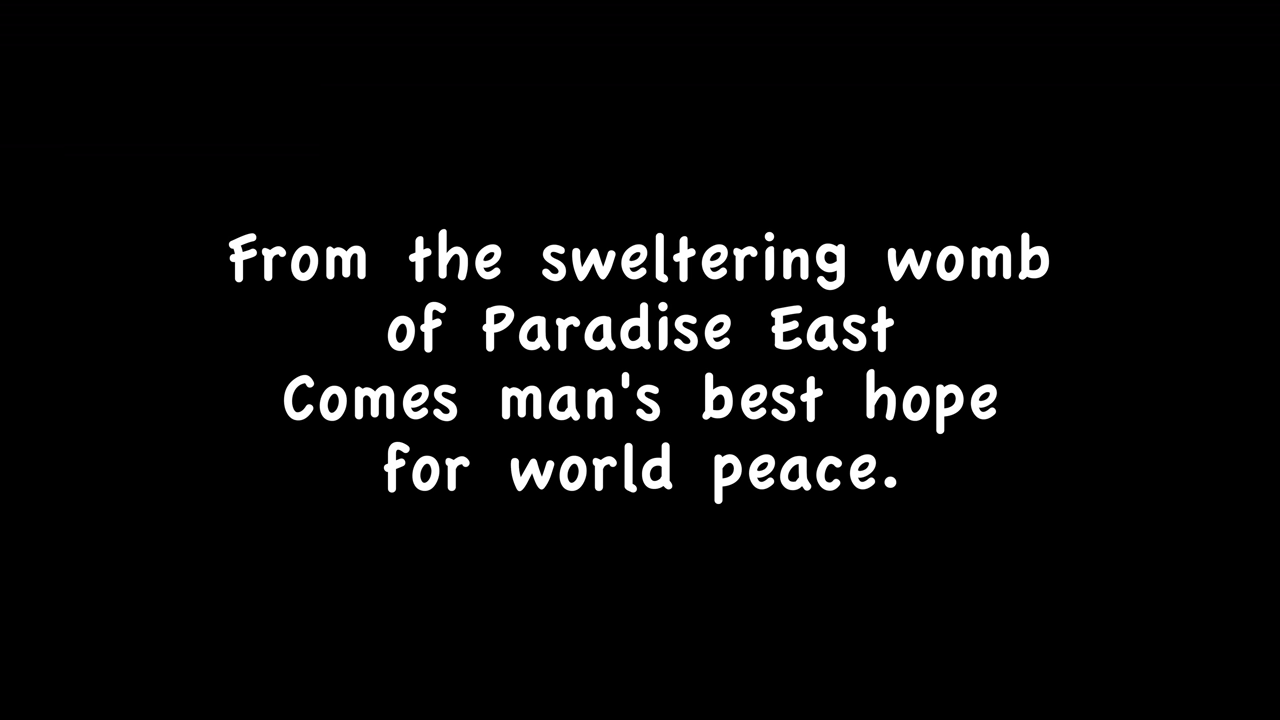 From the sweltering womb
of Paradise East
Comes man's best hope
for world peace.